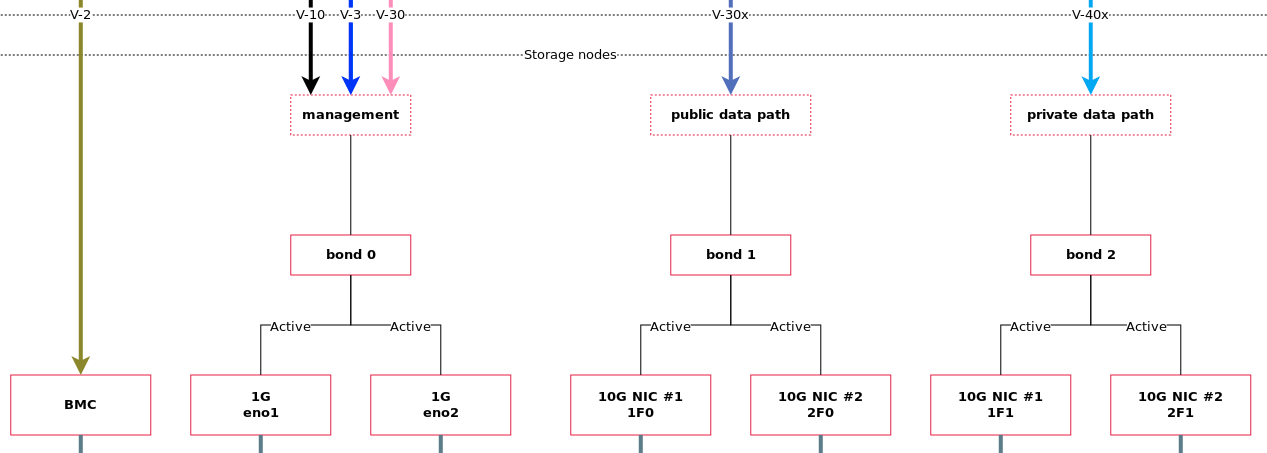 V-2 V-10 V-3 V-30 V-30x V-40x
Storage nodes
management public data path private data path
bond 0 bond 1 bond 2
Active Active Active Active Active Active
BMC
1G
eno1
1G
eno2
10G NIC #1
1F0
10G NIC #2
2F0
10G NIC #1
1F1
10G NIC #2
2F1